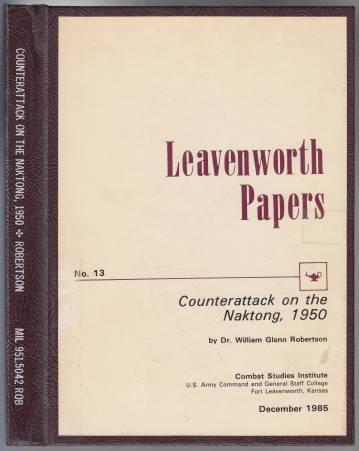 COUNTERATTACK ON THE NAKTONG, 1950 ✤ ROBERTSON MIL 951.5042 ROB
Leavenworth
Papers
No. 13
Counterattack on the
Naktong, 1950
by Dr. William Glenn Robertson
Combat Studies Institute
U.S. Army Command and General Staff College
Fort Leavenworth, Kansas
December 1985